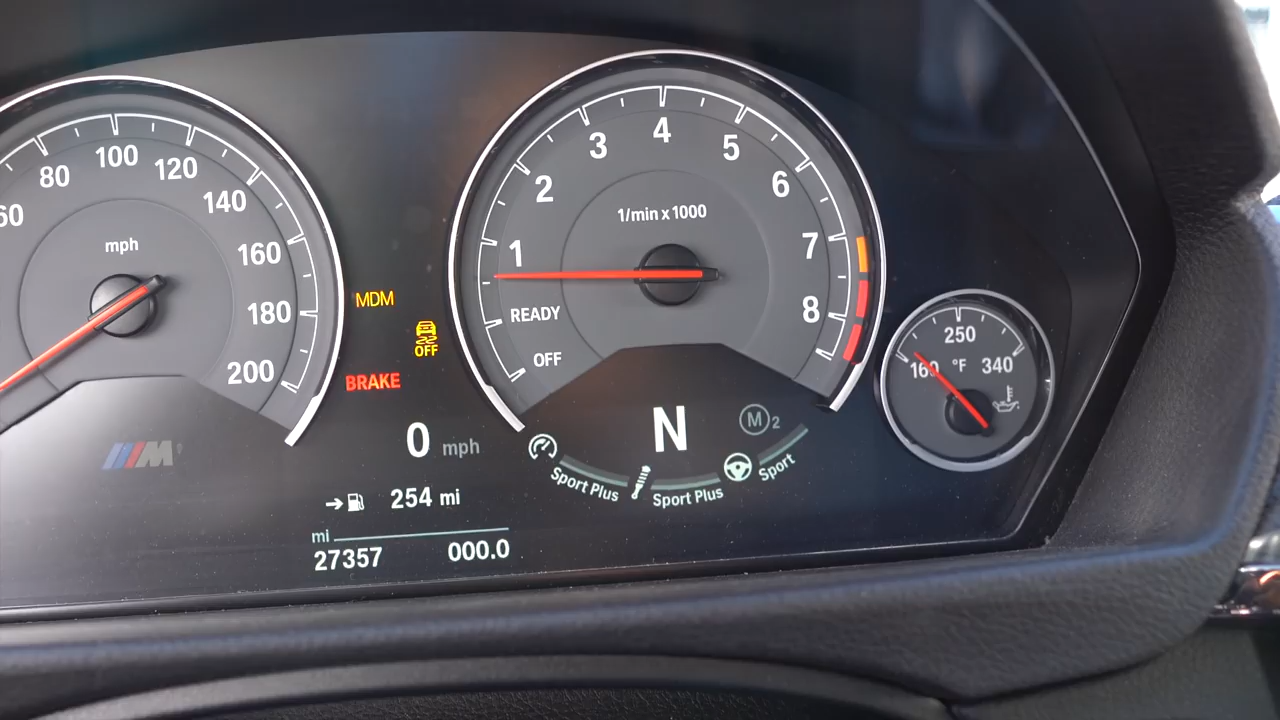 60
80
100
120
140
160
180
200
mph
M
MDM
OFF
BRAKE
0 mph
254 mi
mi
27357 000.0
1
2
3
4
5
6
7
8
1/min x 1000
READY
OFF
N
M2
Sport Plus
Sport Plus
Sport
160
250
340
°F